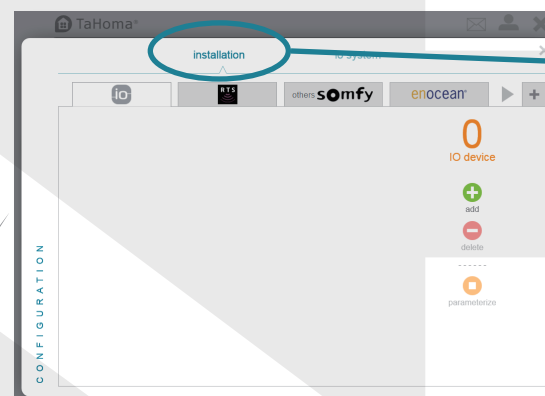 TaHoma®
installation
io system
io
RTS
others somfy
enocean®
0
IO device
add
delete
parameterize
CONFIGURATION